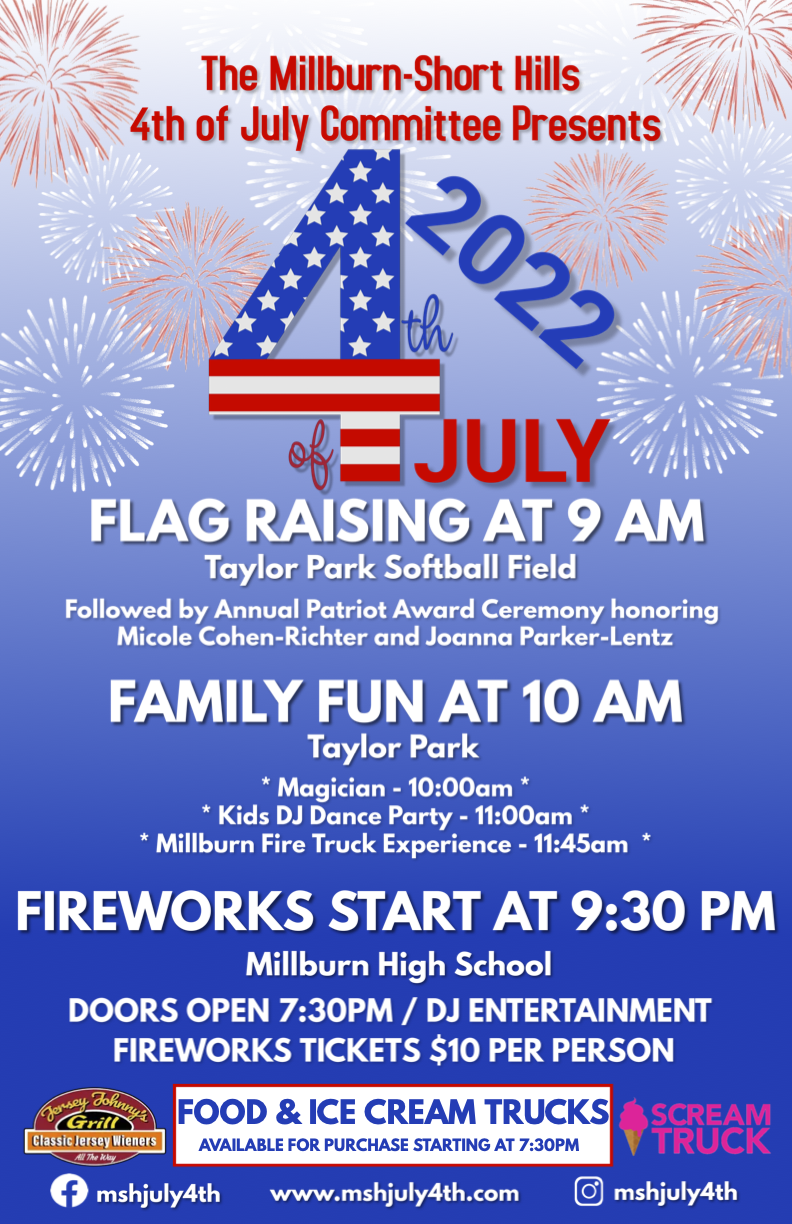 The Millburn-Short Hills
4th of July Committee Presents
4th
2022
of JULY
FLAG RAISING AT 9 AM
Taylor Park Softball Field
Followed by Annual Patriot Award Ceremony honoring
Micole Cohen-Richter and Joanna Parker-Lentz
FAMILY FUN AT 10 AM
Taylor Park
* Magician - 10:00am *
* Kids DJ Dance Party - 11:00am *
* Millburn Fire Truck Experience - 11:45am *
FIREWORKS START AT 9:30 PM
Millburn High School
DOORS OPEN 7:30PM / DJ ENTERTAINMENT
FIREWORKS TICKETS $10 PER PERSON
Jersey Johnny's
Grill
Classic Jersey Wieners
All The Way
FOOD & ICE CREAM TRUCKS
AVAILABLE FOR PURCHASE STARTING AT 7:30PM
SCREAM
TRUCK
mshjuly4th www.mshjuly4th.com mshjuly4th